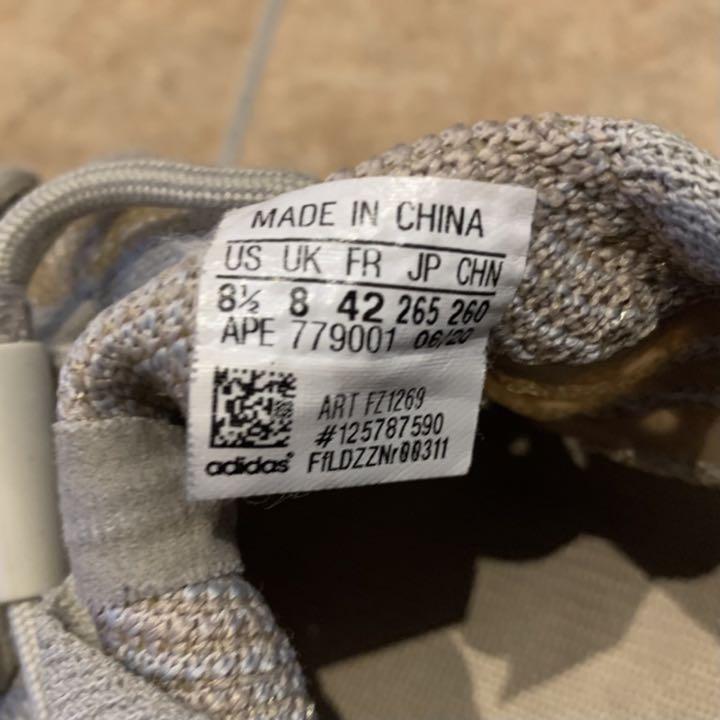 MADE IN CHINA
US UK FR JP CHN
8½ 8 42 265 260
APE 779001 06/20
ART FZ1269
#125787590
adidas FfLDZZNr00311